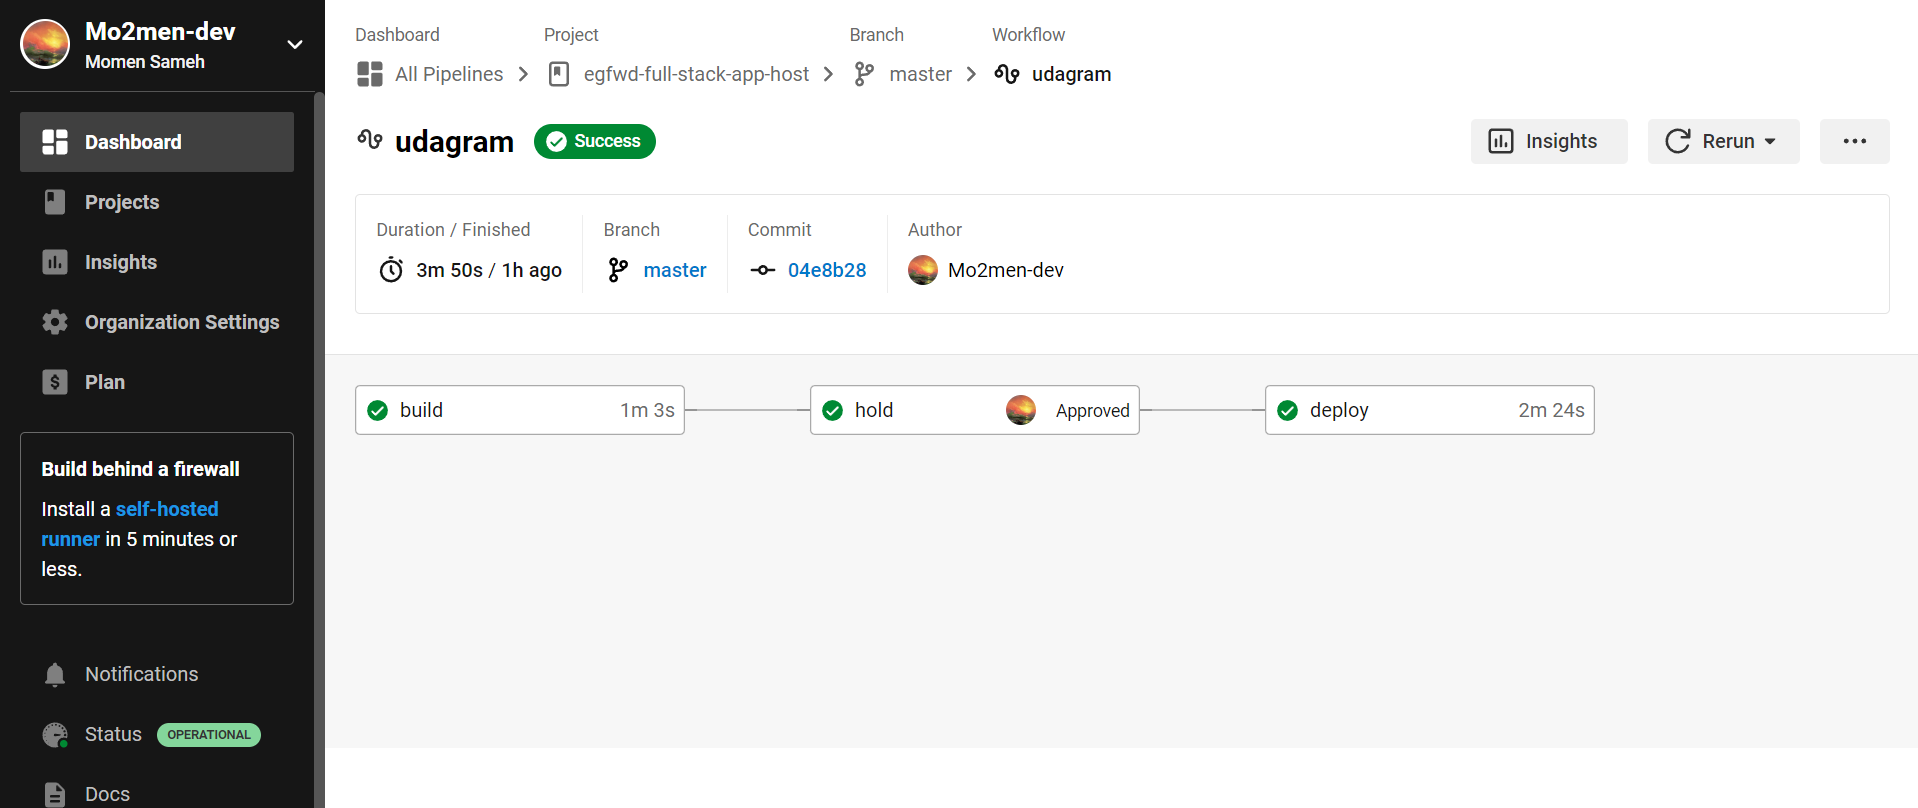 Mo2men-dev
Momen Sameh
Dashboard
Projects
Insights
Organization Settings
Plan
Build behind a firewall
Install a self-hosted
runner in 5 minutes or
less.
Notifications
Status OPERATIONAL
Docs
Dashboard Project Branch Workflow
All Pipelines egfwd-full-stack-app-host master udagram
udagram Success Insights Rerun
Duration / Finished Branch Commit Author
3m 50s / 1h ago master 04e8b28 Mo2men-dev
build 1m 3s hold Approved deploy 2m 24s